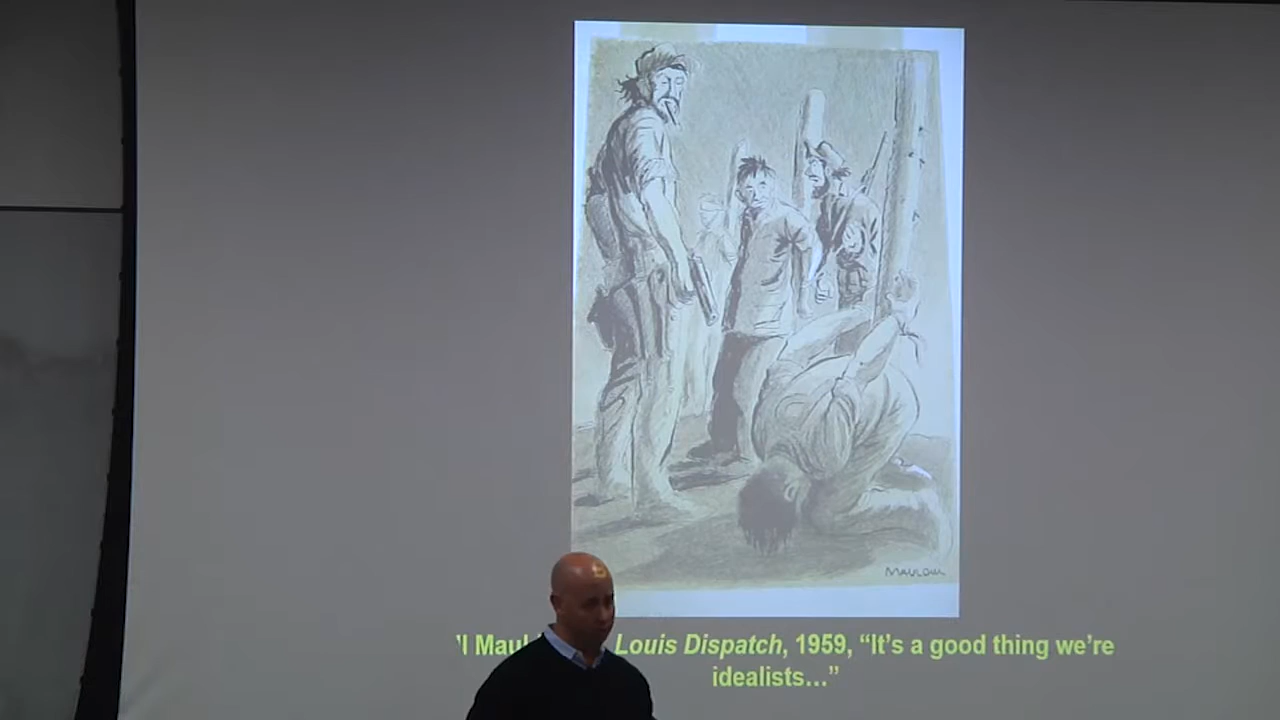 MAULDIN
'l Maul Louis Dispatch, 1959, “It’s a good thing we’re
idealists…”